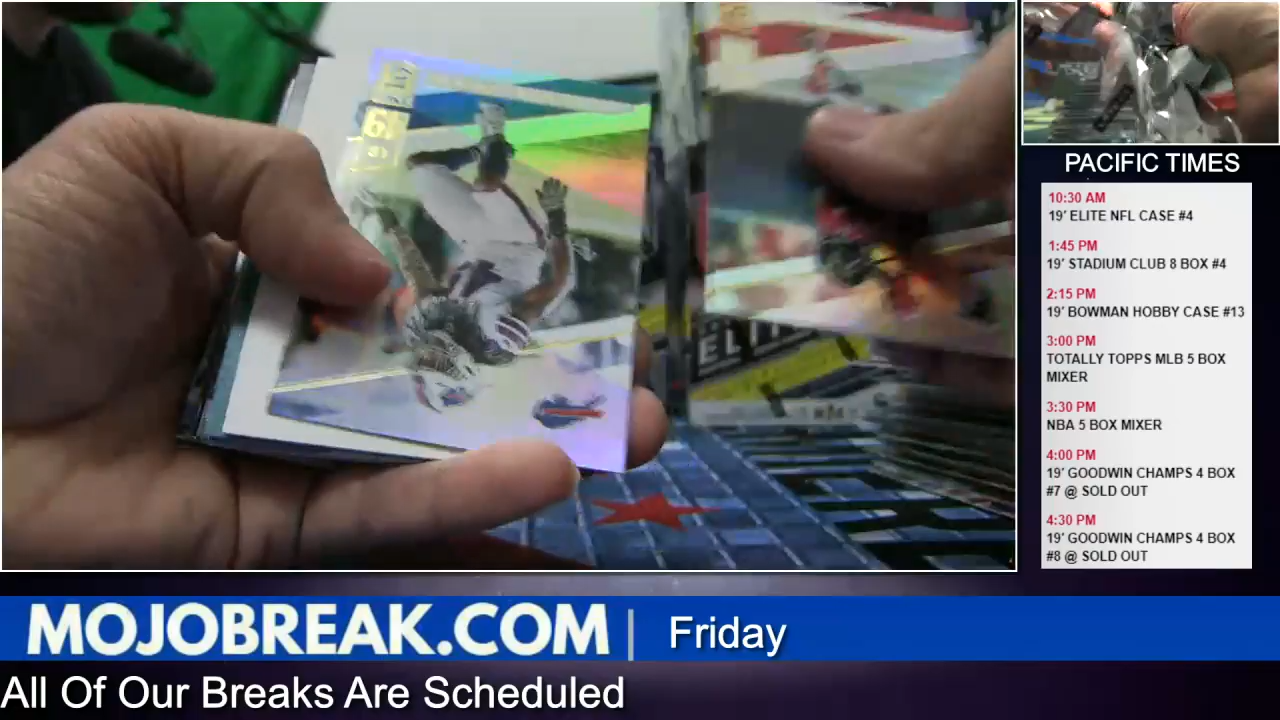 PACIFIC TIMES
10:30 AM
19' ELITE NFL CASE #4
1:45 PM
19' STADIUM CLUB 8 BOX #4
2:15 PM
19' BOWMAN HOBBY CASE #13
3:00 PM
TOTALLY TOPPS MLB 5 BOX
MIXER
3:30 PM
NBA 5 BOX MIXER
4:00 PM
19' GOODWIN CHAMPS 4 BOX
#7 @ SOLD OUT
4:30 PM
19' GOODWIN CHAMPS 4 BOX
#8 @ SOLD OUT
ELIT
MOJOBREAK.COM | Friday
All Of Our Breaks Are Scheduled